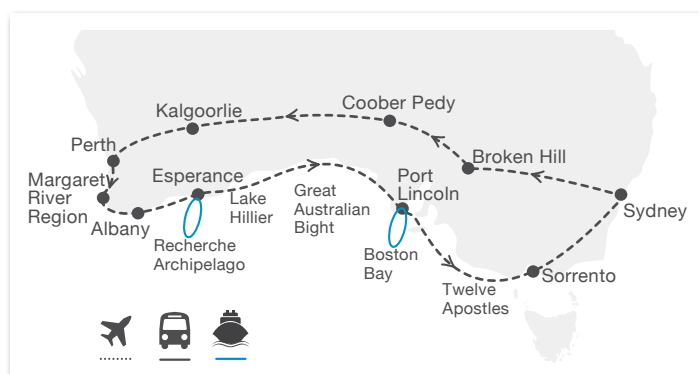 Coober Pedy
Kalgoorlie
Perth
Broken Hill
Esperance
Port
Lincoln
Margaret
River
Region
Lake
Hillier
Great
Australian
Bight
Sydney
Albany
Recherche
Archipelago
Boston
Bay
Sorrento
Twelve
Apostles